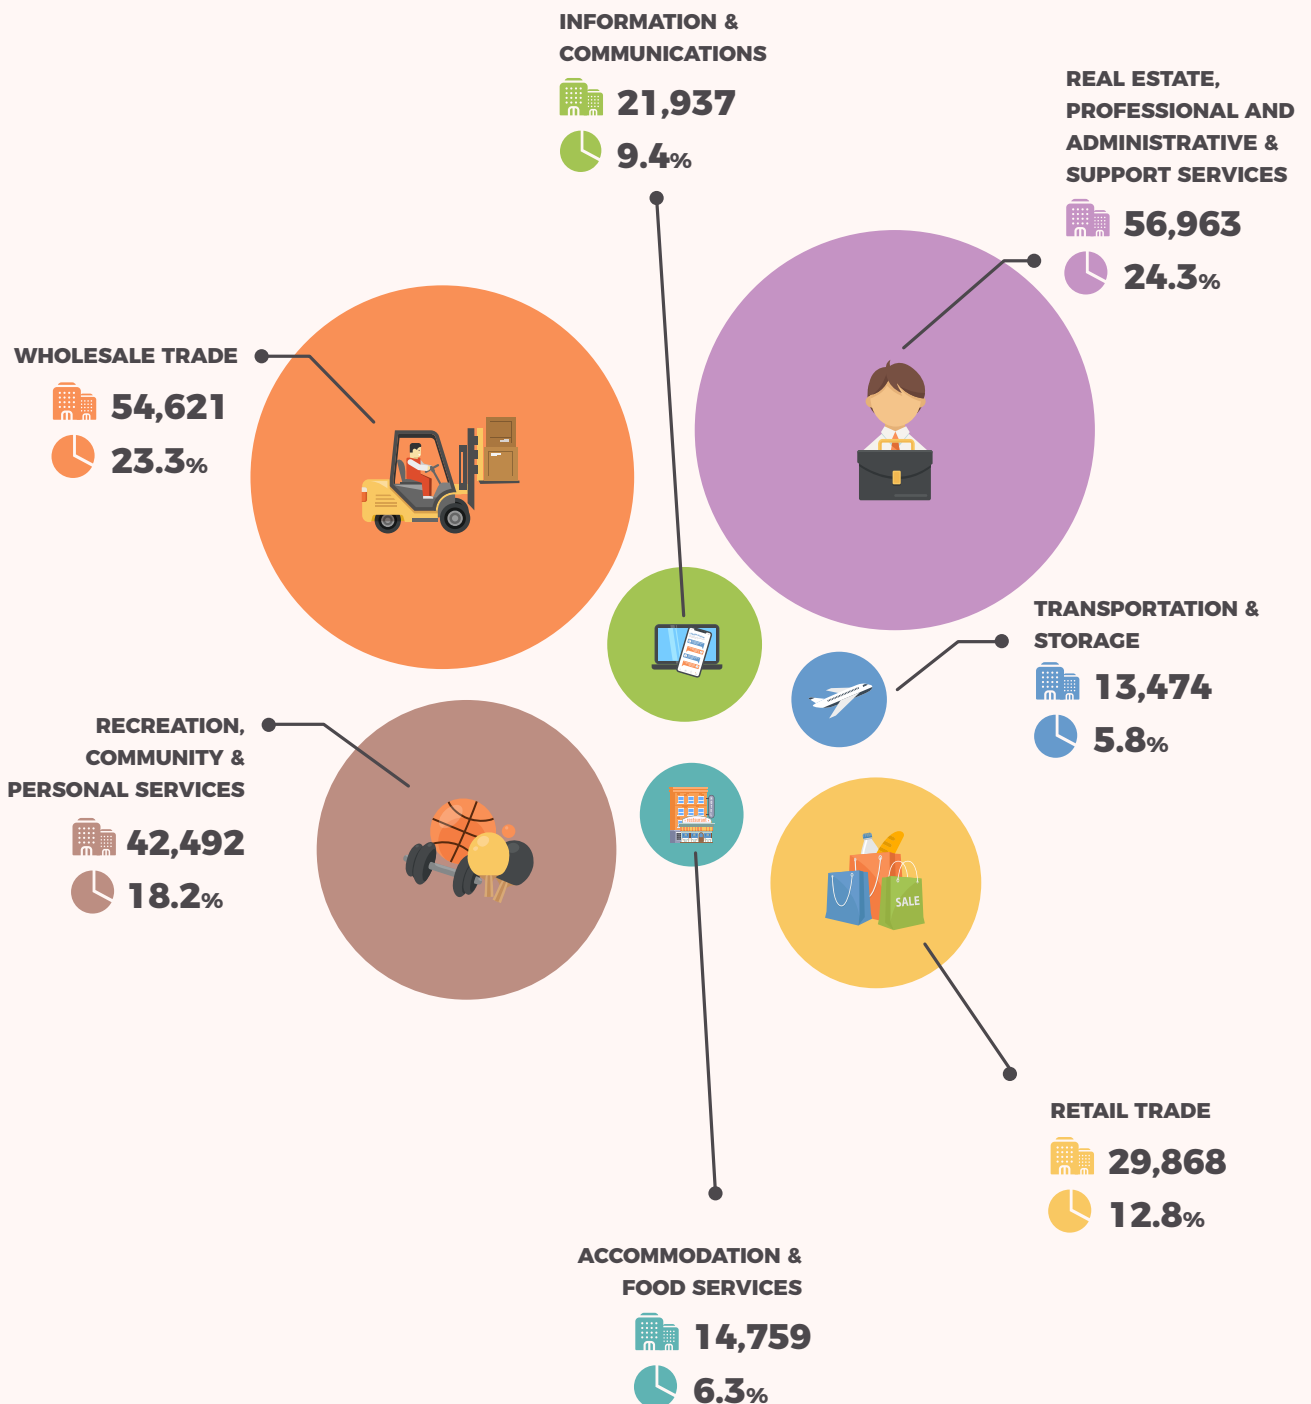 INFORMATION &
COMMUNICATIONS
21,937
9.4%
REAL ESTATE,
PROFESSIONAL AND
ADMINISTRATIVE &
SUPPORT SERVICES
56,963
24.3%
WHOLESALE TRADE
54,621
23.3%
TRANSPORTATION &
STORAGE
13,474
5.8%
RECREATION,
COMMUNITY &
PERSONAL SERVICES
42,492
18.2%
SALE
RETAIL TRADE
29,868
12.8%
ACCOMMODATION &
FOOD SERVICES
14,759
6.3%